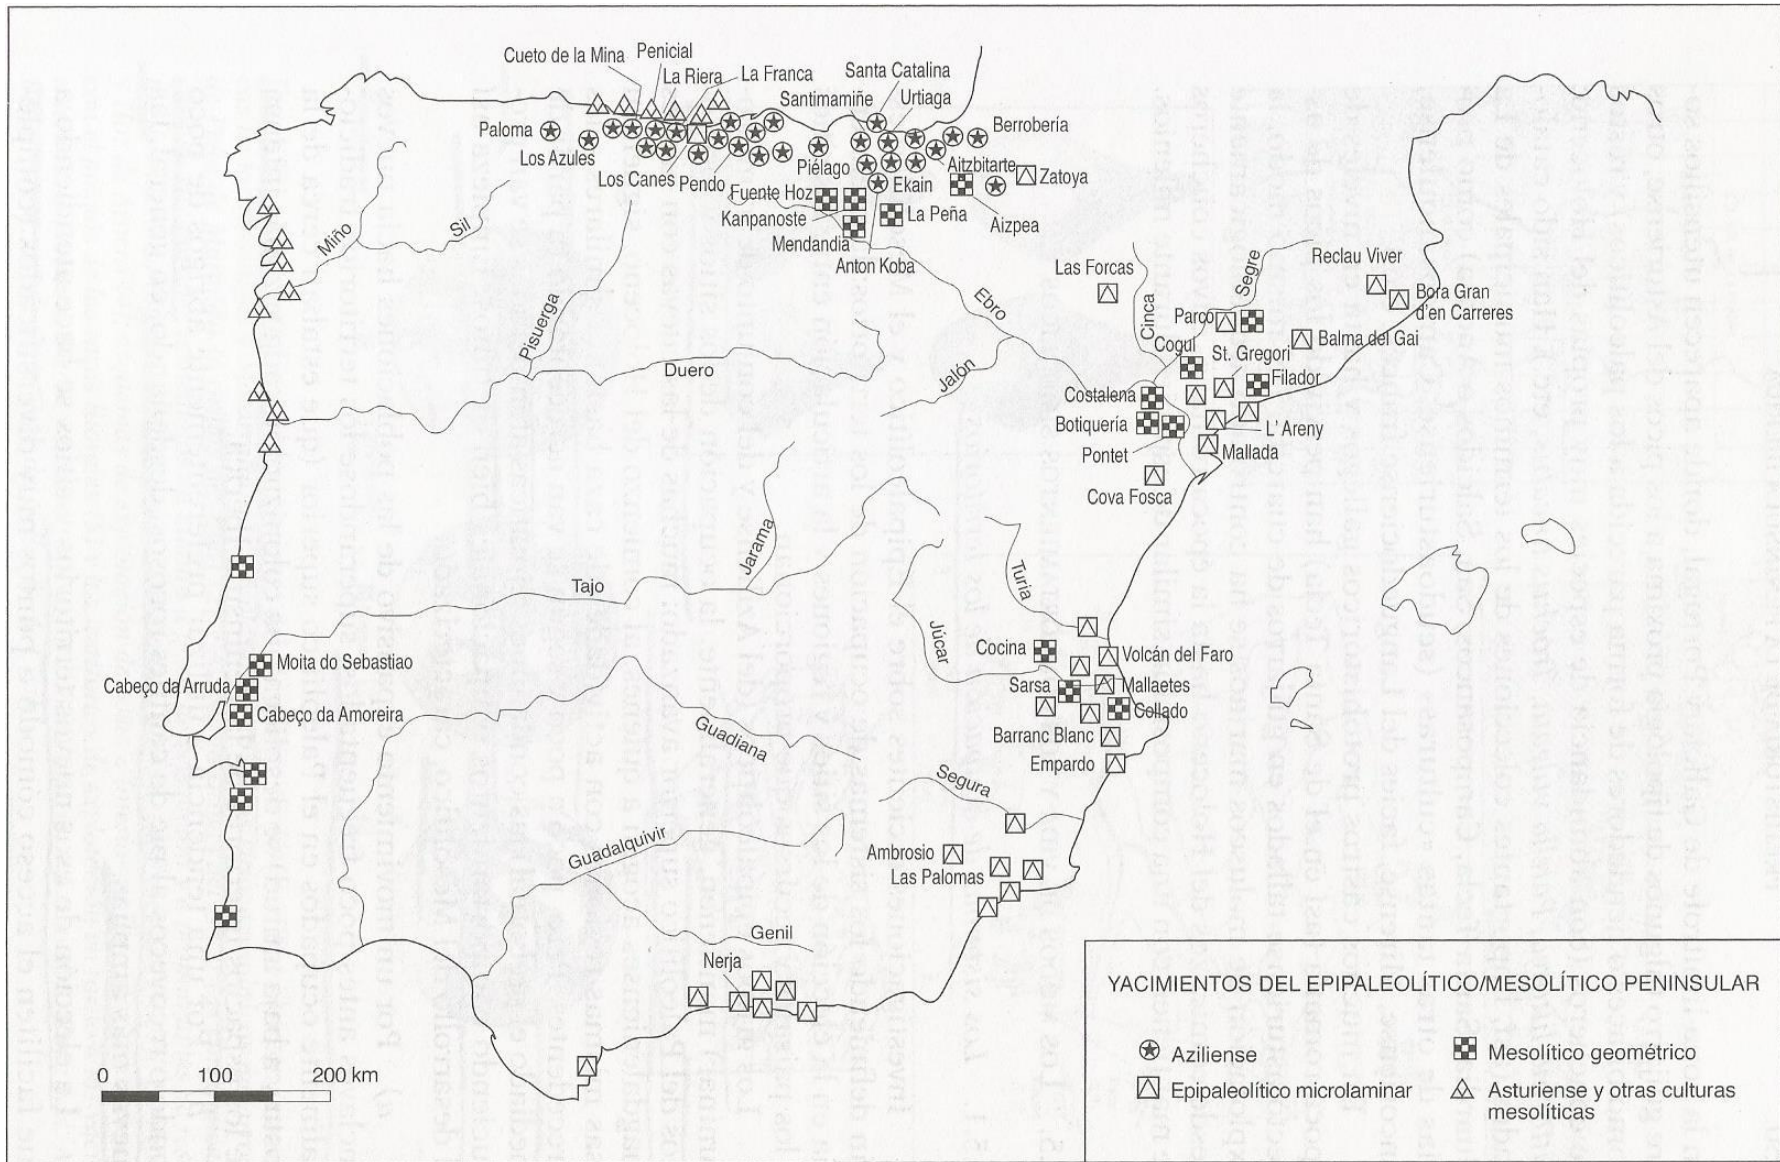 Cueto de la Mina
Penicial
La Riera
La Franca
Santa Catalina
Santimamiñe
Urtiaga
Paloma
Los Azules
Los Canes
Pendo
Piélago
Berrobería
Aitzbitarte
Ekain
Zatoya
Fuente Hoz
Kanpanoste
La Peña
Aizpea
Mendandia
Anton Koba
Miño
Sil
Pisuerga
Duero
Ebro
Jalón
Cinca
Segre
Las Forcas
Reclau Viver
Bora Gran
d'en Carreres
Parco
Balma del Gai
Cogul
St. Gregori
Filador
Costalena
Botiquería
Pontet
L' Areny
Mallada
Cova Fosca
Jarama
Tajo
Turia
Júcar
Cocina
Volcán del Faro
Sarsa
Mallaetes
Collado
Barranc Blanc
Empardo
Moita do Sebastiao
Cabeço da Arruda
Cabeço da Amoreira
Guadiana
Segura
Guadalquivir
Ambrosio
Las Palomas
Genil
Nerja
0 100 200 km
YACIMIENTOS DEL EPIPALEOLÍTICO/MESOLÍTICO PENINSULAR
Aziliense
Mesolítico geométrico
Epipaleolítico microlaminar
Asturiense y otras culturas
mesolíticas